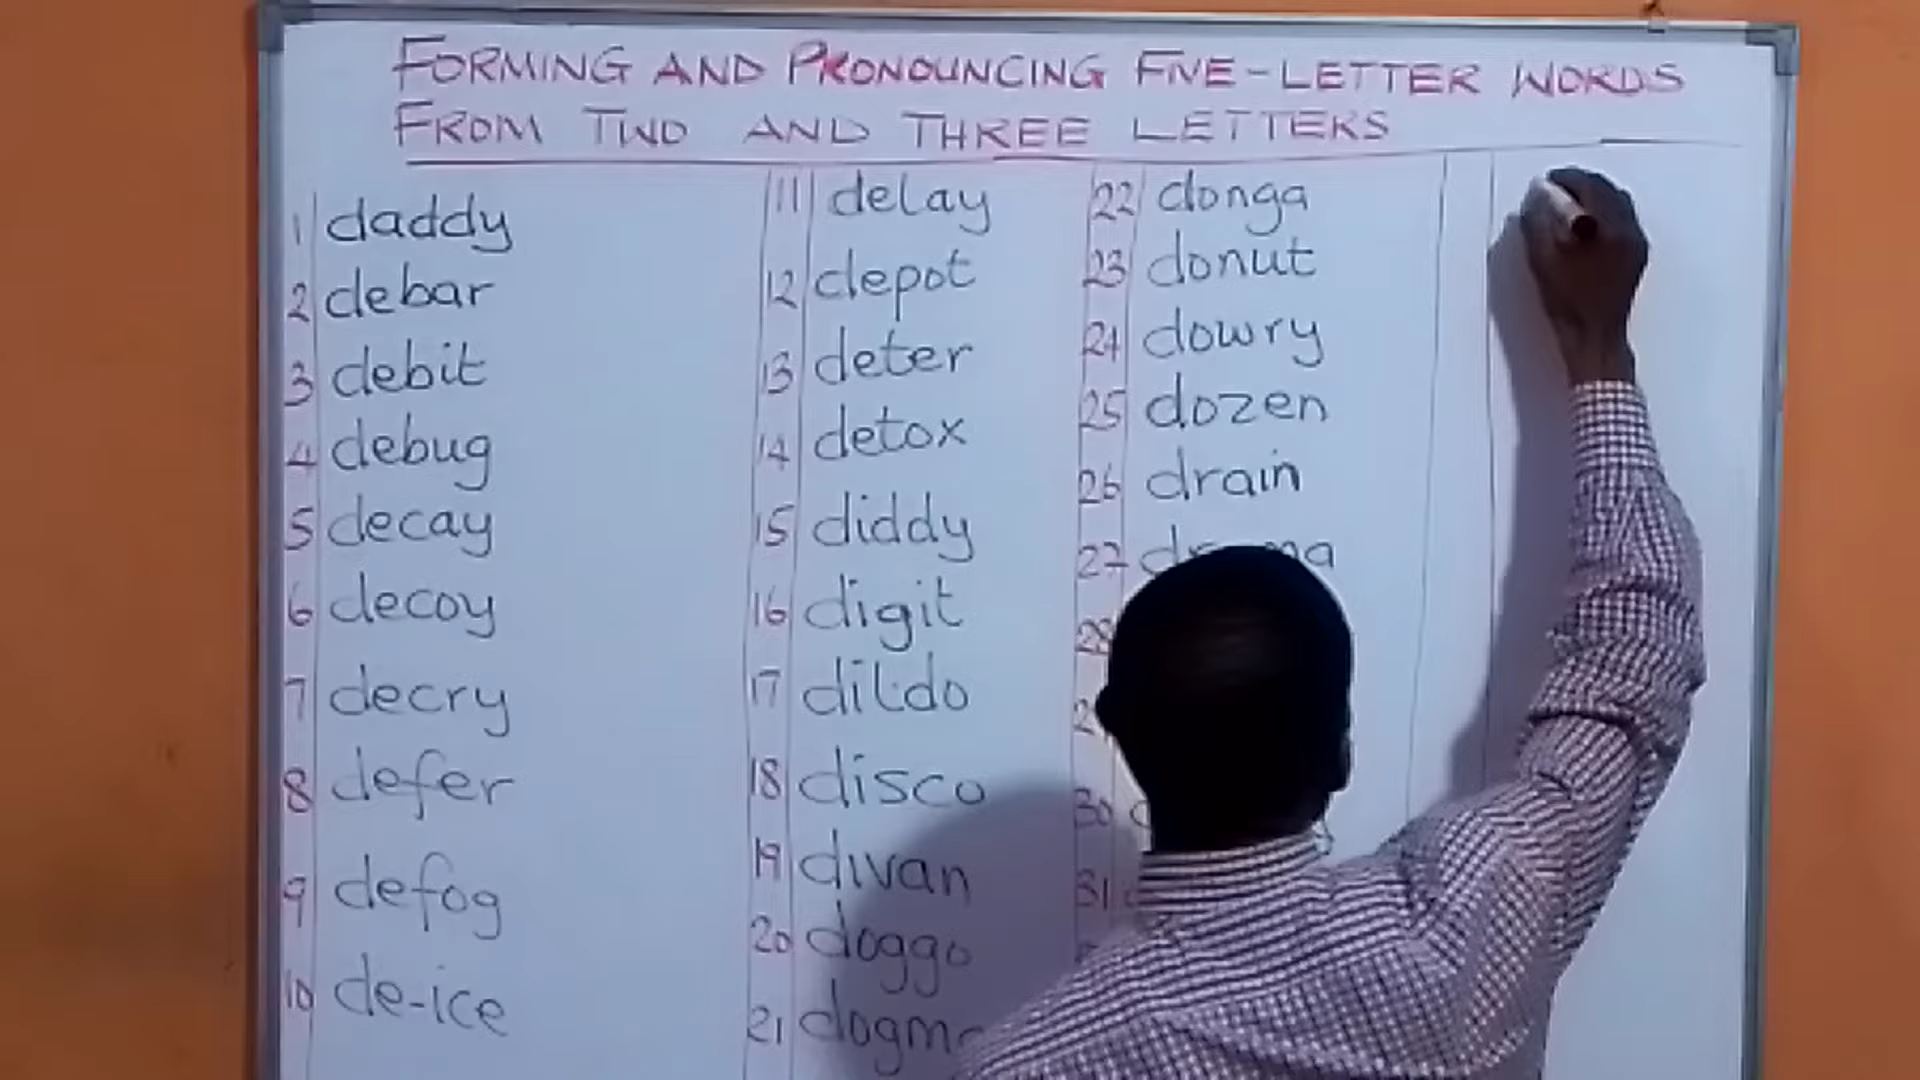 FORMING AND PRONOUNCING FIVE-LETTER WORDS
FROM TWO AND THREE LETTERS
1 daddy
2 debar
3 debit
4 debug
5 decay
6 decoy
7 decry
8 defer
9 defog
10 de-ice
11 delay
12 depot
13 deter
14 detox
15 diddy
16 digit
17 dildo
18 disco
19 divan
20 doggo
21
22 donga
23 donut
24 dowry
25 dozen
26 drain
27
28
30
31